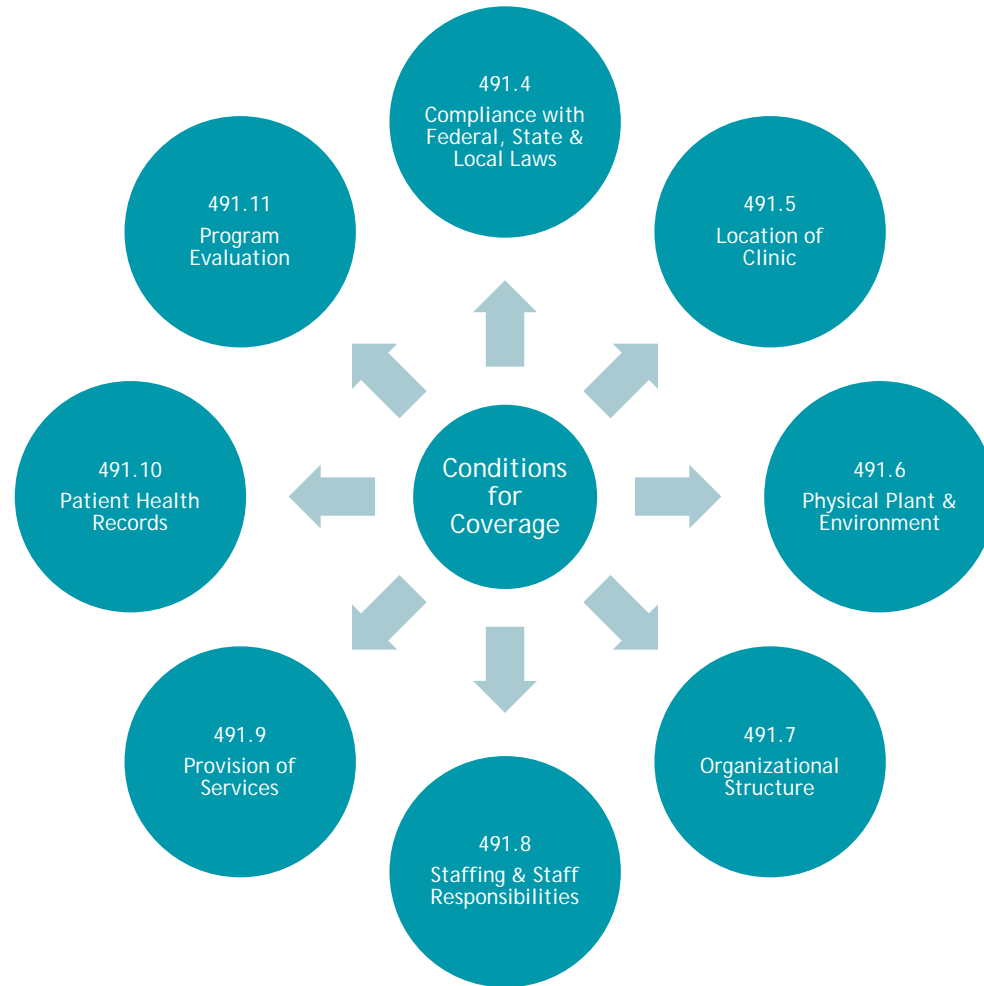 491.4
Compliance with
Federal, State &
Local Laws
491.5
Location of
Clinic
491.6
Physical Plant &
Environment
491.7
Organizational
Structure
491.8
Staffing & Staff
Responsibilities
491.9
Provision of
Services
491.10
Patient Health
Records
491.11
Program
Evaluation
Conditions
for
Coverage